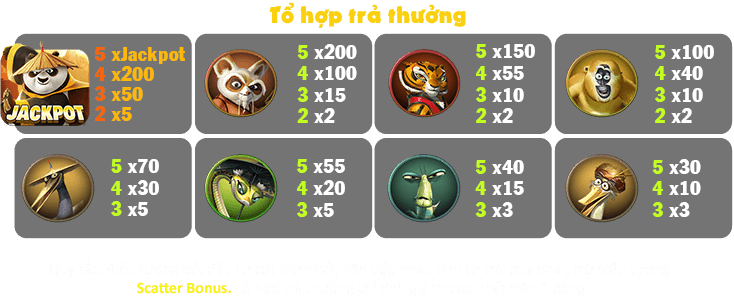 Tổ hợp trả thưởng
JACKPOT
5 xJackpot
4 x200
3 x50
2 x5
5 x200
4 x100
3 x15
2 x2
5 x150
4 x55
3 x10
2 x2
5 x100
4 x40
3 x10
2 x2
5 x70
4 x30
3 x5
5 x55
4 x20
3 x5
5 x40
4 x15
3 x3
5 x30
4 x10
3 x3
Scatter Bonus.